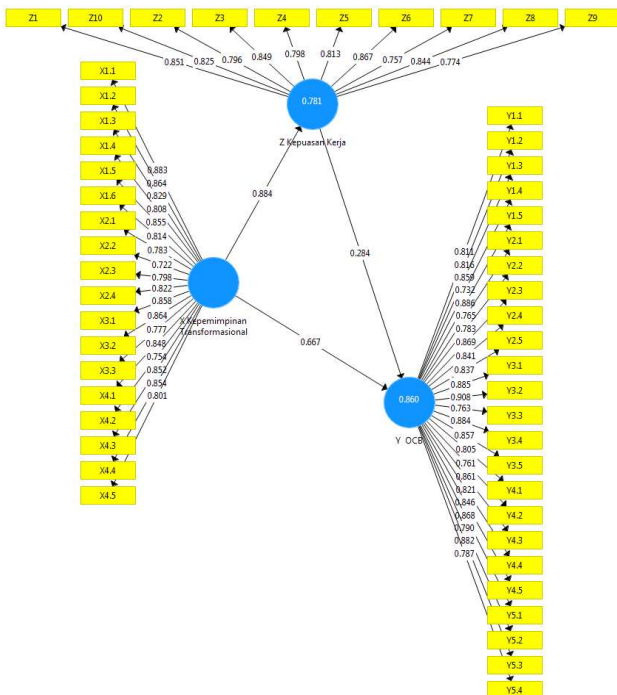 Z1 Z10 Z2 Z3 Z4 Z5 Z6 Z7 Z8 Z9
0.851 0.825 0.796 0.849 0.798 0.813 0.867 0.757 0.844 0.774
0.781
Z Kepuasan Kerja
X1.1
X1.2
X1.3
X1.4
X1.5
X1.6
X2.1
X2.2
X2.3
X2.4
X3.1
X3.2
X3.3
X4.1
X4.2
X4.3
X4.4
X4.5
0.883
0.864
0.829
0.808
0.855
0.814
0.783
0.722
0.798
0.822
0.858
0.864
0.777
0.848
0.754
0.852
0.854
0.801
X Kepemimpinan
Transformasional
0.884
0.284
0.667
0.860
Y OCB
0.811
0.816
0.859
0.732
0.886
0.765
0.783
0.869
0.841
0.837
0.885
0.908
0.763
0.884
0.857
0.805
0.761
0.861
0.821
0.846
0.868
0.790
0.882
0.787
Y1.1
Y1.2
Y1.3
Y1.4
Y1.5
Y2.1
Y2.2
Y2.3
Y2.4
Y2.5
Y3.1
Y3.2
Y3.3
Y3.4
Y3.5
Y4.1
Y4.2
Y4.3
Y4.4
Y4.5
Y5.1
Y5.2
Y5.3
Y5.4